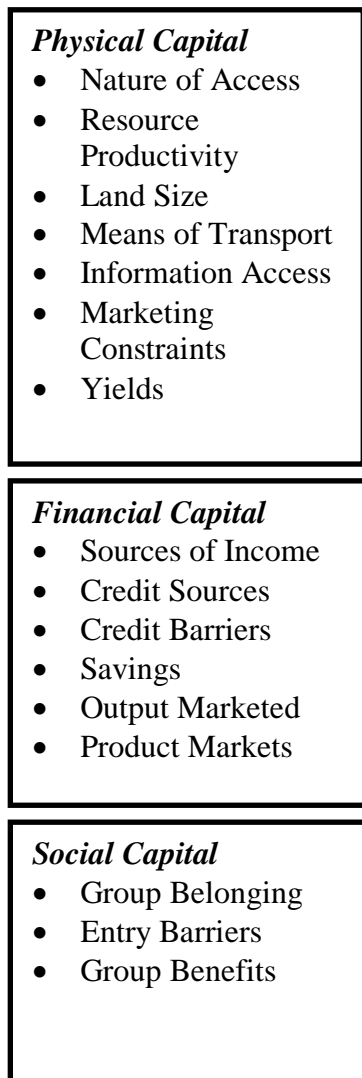 Physical Capital
• Nature of Access
• Resource
Productivity
• Land Size
• Means of Transport
• Information Access
• Marketing
Constraints
• Yields
Financial Capital
• Sources of Income
• Credit Sources
• Credit Barriers
• Savings
• Output Marketed
• Product Markets
Social Capital
• Group Belonging
• Entry Barriers
• Group Benefits